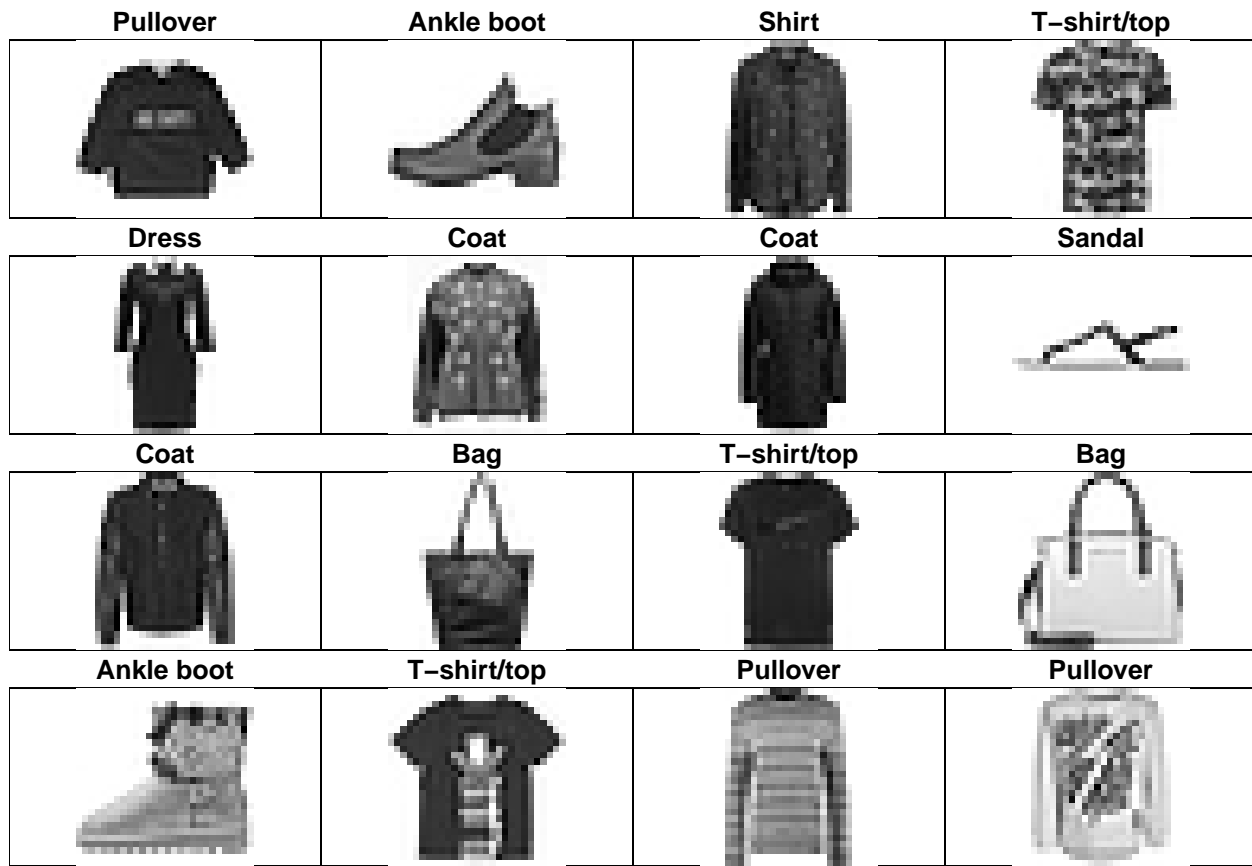 Pullover Ankle boot Shirt T−shirt/top
Dress Coat Coat Sandal
Coat Bag T−shirt/top Bag
Ankle boot T−shirt/top Pullover Pullover